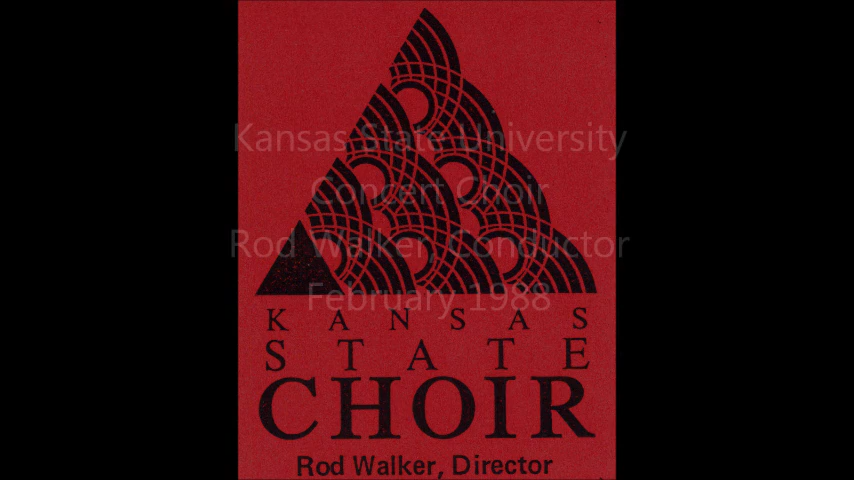 Kansas State University
Concert Choir
Rod Walker, Conductor
February 1988
KANSAS
STATE
CHOIR
Rod Walker, Director